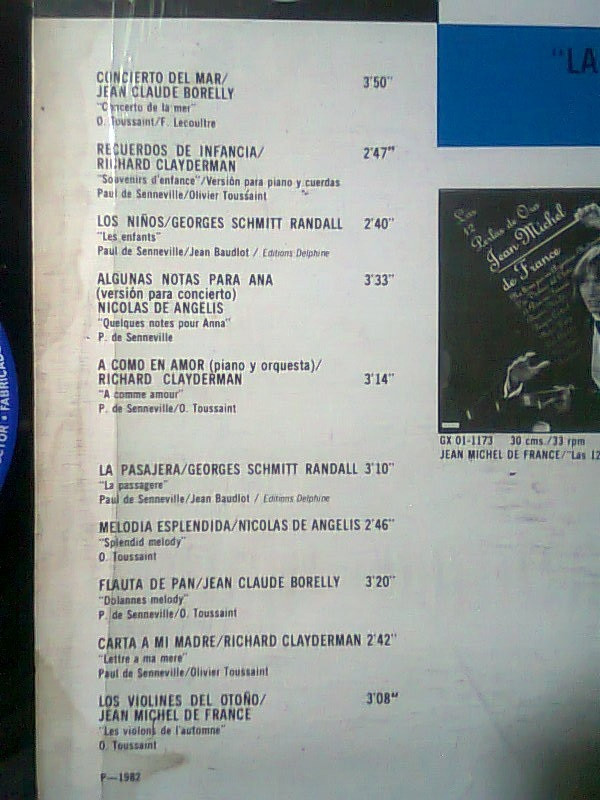 CONCIERTO DEL MAR/ 3'50"
JEAN CLAUDE BORELLY
"Concerto de la mer"
O. Toussaint/F. Lecoultre
RECUERDOS DE INFANCIA/ 2'47"
RICHARD CLAYDERMAN
"Souvenirs d'enfance"/Versión para piano y cuerdas
Paul de Senneville/Olivier Toussaint
LOS NIÑOS/GEORGES SCHMITT RANDALL 2'40"
"Les enfants"
Paul de Senneville/Jean Baudlot / Editions Delphine
ALGUNAS NOTAS PARA ANA 3'33"
(versión para concierto)
NICOLAS DE ANGELIS
"Quelques notes pour Anna"
P. de Senneville
A COMO EN AMOR (piano y orquesta)/
RICHARD CLAYDERMAN 3'14"
"A comme amour"
P. de Senneville/O. Toussaint
LA PASAJERA/GEORGES SCHMITT RANDALL 3'10"
"La passagere"
Paul de Senneville/Jean Baudlot / Editions Delphine
MELODIA ESPLENDIDA/NICOLAS DE ANGELIS 2'46"
"Splendid melody"
O. Toussaint
FLAUTA DE PAN/JEAN CLAUDE BORELLY 3'20"
"Dolannes melody"
P. de Senneville/O. Toussaint
CARTA A MI MADRE/RICHARD CLAYDERMAN 2'42"
"Lettre a ma mere"
Paul de Senneville/Olivier Toussaint
LOS VIOLINES DEL OTOÑO/ 3'08"
JEAN MICHEL DE FRANCE
"Les violons de l'automne"
O. Toussaint
P—1982
"LA
Las
12
Perlas de Oro
Jean Michel
de France
GX 01-1173 30 cms./33 rpm
JEAN MICHEL DE FRANCE/"Las 12
CTOR • FABRICAD